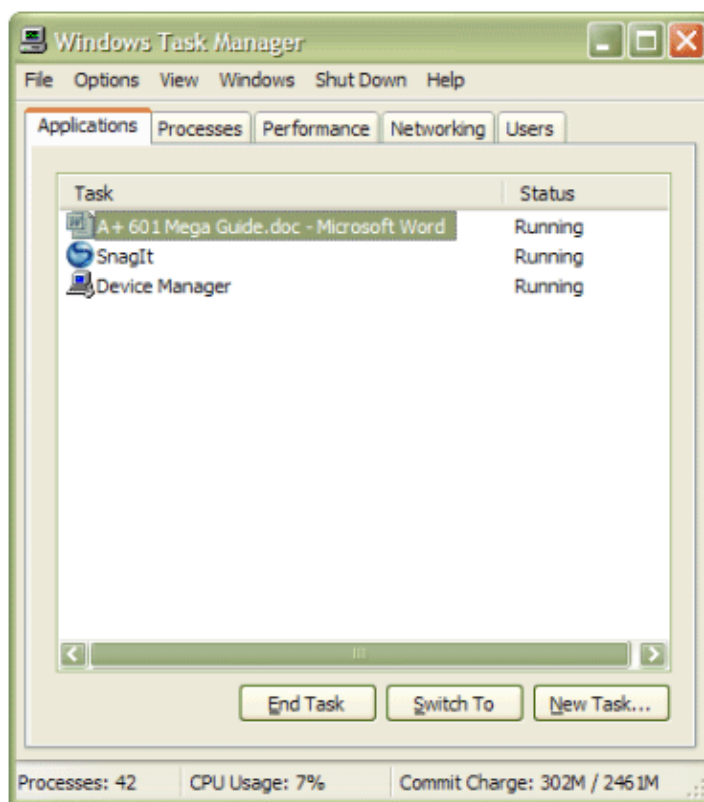 Windows Task Manager
File Options View Windows Shut Down Help
Applications Processes Performance Networking Users
Task Status
A+ 601 Mega Guide.doc - Microsoft Word Running
SnagIt Running
Device Manager Running
End Task Switch To New Task...
Processes: 42 CPU Usage: 7% Commit Charge: 302M / 2461M